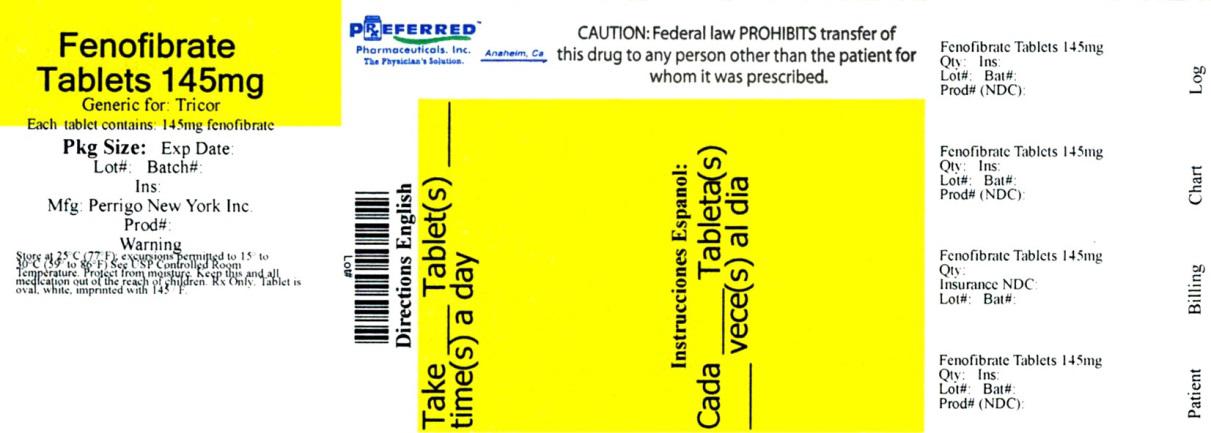 Fenofibrate
Tablets 145mg
Generic for: Tricor
Each tablet contains: 145mg fenofibrate
Pkg Size: Exp Date:
Lot#: Batch#:
Ins:
Mfg: Perrigo New York Inc.
Prod#:
Warning
Store at 25°C (77°F); excursions permitted to 15° to
30°C (59° to 86°F) See USP Controlled Room
Temperature. Protect from moisture. Keep this and all
medication out of the reach of children. Rx Only. Tablet is
oval, white, imprinted with 145 F.
PREFERRED™
Pharmaceuticals, Inc.
The Physician's Solution.
Anaheim, Ca
CAUTION: Federal law PROHIBITS transfer of
this drug to any person other than the patient for
whom it was prescribed.
Lot#
Directions English
Take ___ Tablet(s) ___
time(s) a day
Instrucciones Espanol:
Cada ___ Tableta(s)
___ vece(s) al dia
Fenofibrate Tablets 145mg
Qty: Ins:
Lot#: Bat#:
Prod# (NDC):
Log
Fenofibrate Tablets 145mg
Qty: Ins:
Lot#: Bat#:
Prod# (NDC):
Chart
Fenofibrate Tablets 145mg
Qty:
Insurance NDC:
Lot#: Bat#:
Billing
Fenofibrate Tablets 145mg
Qty: Ins:
Lot#: Bat#:
Prod# (NDC):
Patient